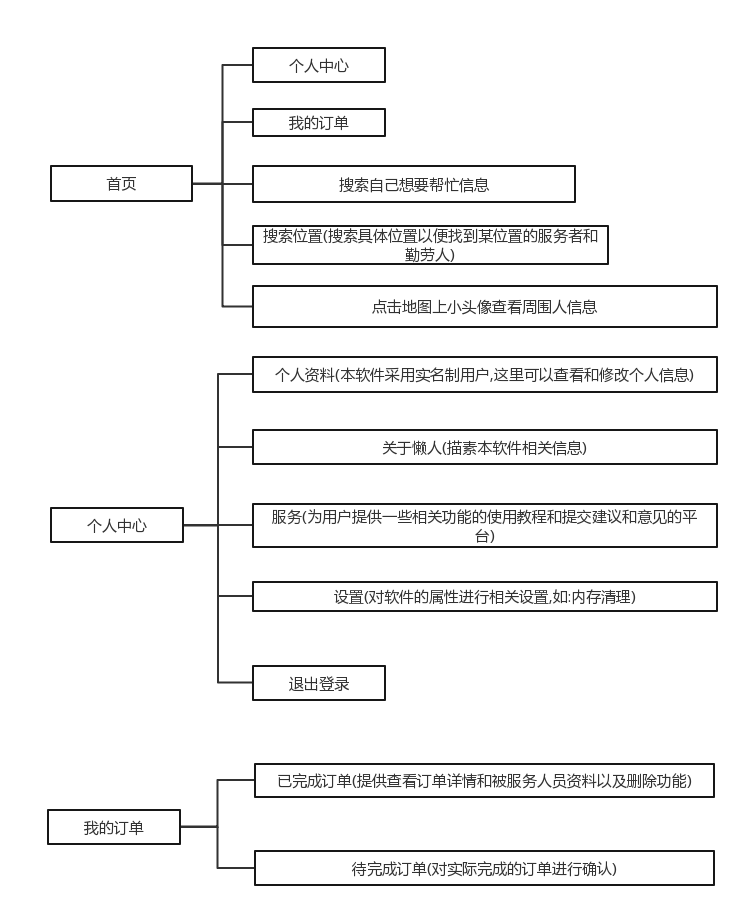 个人中心
我的订单
首页
搜索自己想要帮忙信息
搜索位置(搜索具体位置以便找到某位置的服务者和
勤劳人)
点击地图上小头像查看周围人信息
个人资料(本软件采用实名制用户,这里可以查看和修改个人信息)
关于懒人(描素本软件相关信息)
个人中心
服务(为用户提供一些相关功能的使用教程和提交建议和意见的平
台)
设置(对软件的属性进行相关设置,如:内存清理)
退出登录
已完成订单(提供查看订单详情和被服务人员资料以及删除功能)
我的订单
待完成订单(对实际完成的订单进行确认)